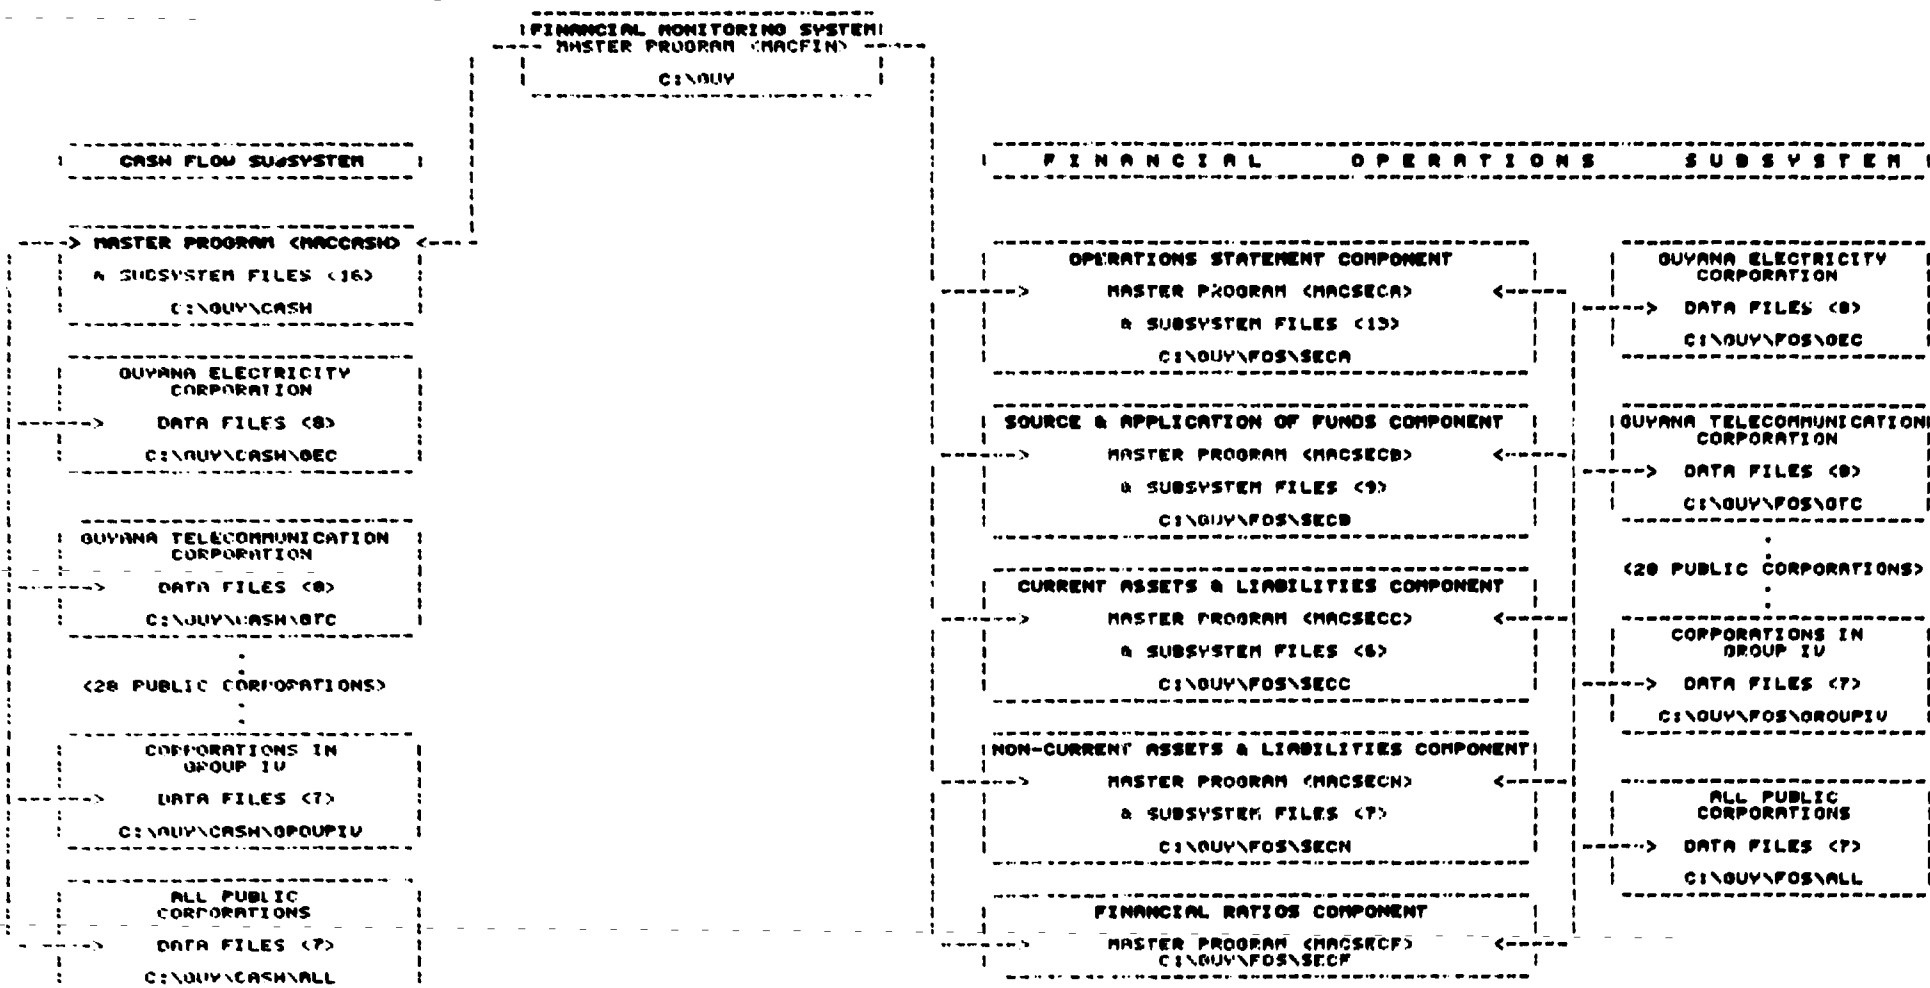 FINANCIAL MONITORING SYSTEM
MASTER PROGRAM <MACFIN>
C:\GUY
CASH FLOW SUBSYSTEM
MASTER PROGRAM <MACCASH>
& SUBSYSTEM FILES <16>
C:\GUY\CASH
GUYANA ELECTRICITY
CORPORATION
DATA FILES <8>
C:\GUY\CASH\GEC
GUYANA TELECOMMUNICATION
CORPORATION
DATA FILES <8>
C:\GUY\CASH\GTC
<28 PUBLIC CORPORATIONS>
CORPORATIONS IN
GROUP IV
DATA FILES <7>
C:\GUY\CASH\GROUPIV
ALL PUBLIC
CORPORATIONS
DATA FILES <7>
C:\GUY\CASH\ALL
FINANCIAL OPERATIONS SUBSYSTEM
OPERATIONS STATEMENT COMPONENT
MASTER PROGRAM <MACSECA>
& SUBSYSTEM FILES <13>
C:\GUY\FOS\SECA
SOURCE & APPLICATION OF FUNDS COMPONENT
MASTER PROGRAM <MACSECB>
& SUBSYSTEM FILES <9>
C:\GUY\FOS\SECB
CURRENT ASSETS & LIABILITIES COMPONENT
MASTER PROGRAM <MACSECC>
& SUBSYSTEM FILES <6>
C:\GUY\FOS\SECC
NON-CURRENT ASSETS & LIABILITIES COMPONENT
MASTER PROGRAM <MACSECN>
& SUBSYSTEM FILES <7>
C:\GUY\FOS\SECN
FINANCIAL RATIOS COMPONENT
MASTER PROGRAM <MACSECF>
C:\GUY\FOS\SECF
GUYANA ELECTRICITY
CORPORATION
DATA FILES <8>
C:\GUY\FOS\GEC
GUYANA TELECOMMUNICATION
CORPORATION
DATA FILES <8>
C:\GUY\FOS\GTC
<28 PUBLIC CORPORATIONS>
CORPORATIONS IN
GROUP IV
DATA FILES <7>
C:\GUY\FOS\GROUPIV
ALL PUBLIC
CORPORATIONS
DATA FILES <7>
C:\GUY\FOS\ALL